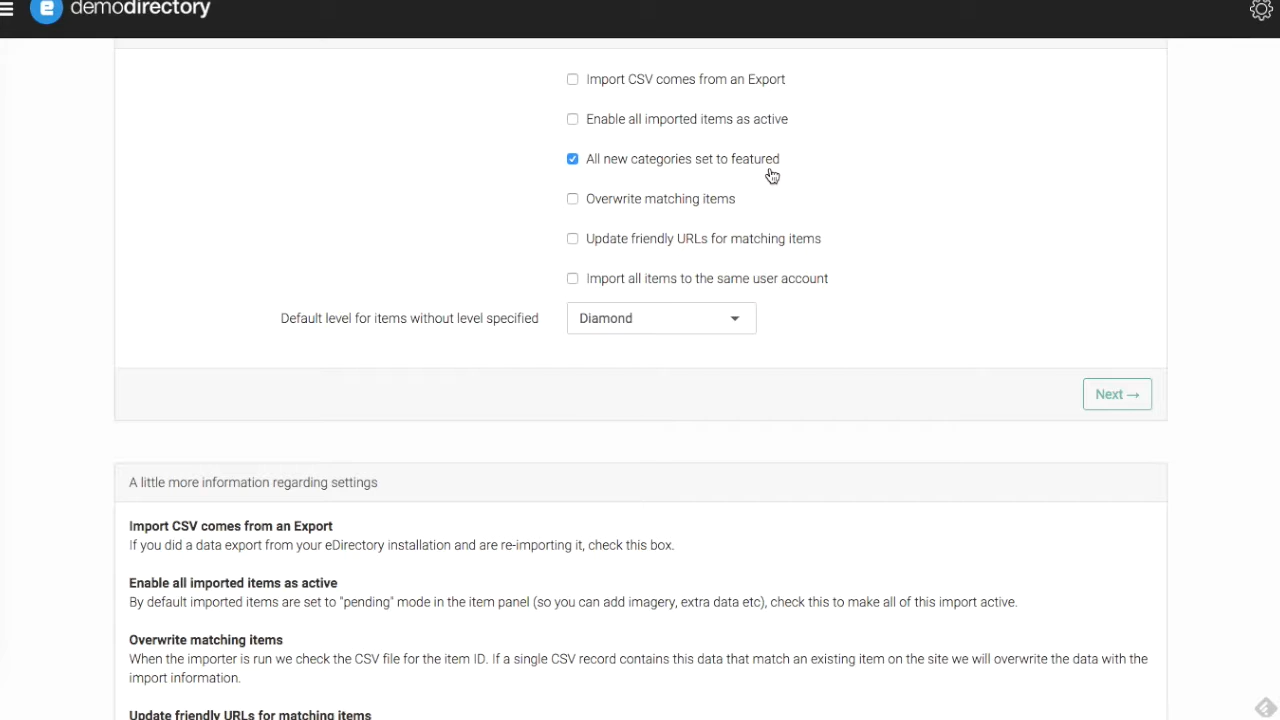 e demodirectory
Import CSV comes from an Export
Enable all imported items as active
All new categories set to featured
Overwrite matching items
Update friendly URLs for matching items
Import all items to the same user account
Default level for items without level specified Diamond
Next →
A little more information regarding settings
Import CSV comes from an Export
If you did a data export from your eDirectory installation and are re-importing it, check this box.
Enable all imported items as active
By default imported items are set to "pending" mode in the item panel (so you can add imagery, extra data etc), check this to make all of this import active.
Overwrite matching items
When the importer is run we check the CSV file for the item ID. If a single CSV record contains this data that match an existing item on the site we will overwrite the data with the
import information.
Update friendly URLs for matching items